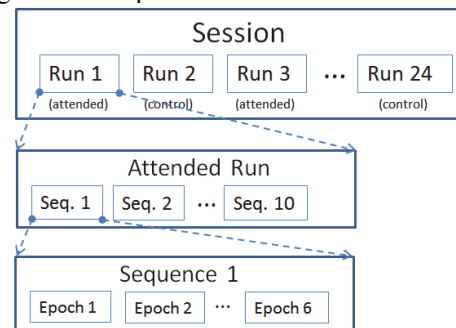 Session
Run 1 Run 2 Run 3 ... Run 24
(attended) (control) (attended) (control)
Attended Run
Seq. 1 Seq. 2 ... Seq. 10
Sequence 1
Epoch 1 Epoch 2 ... Epoch 6